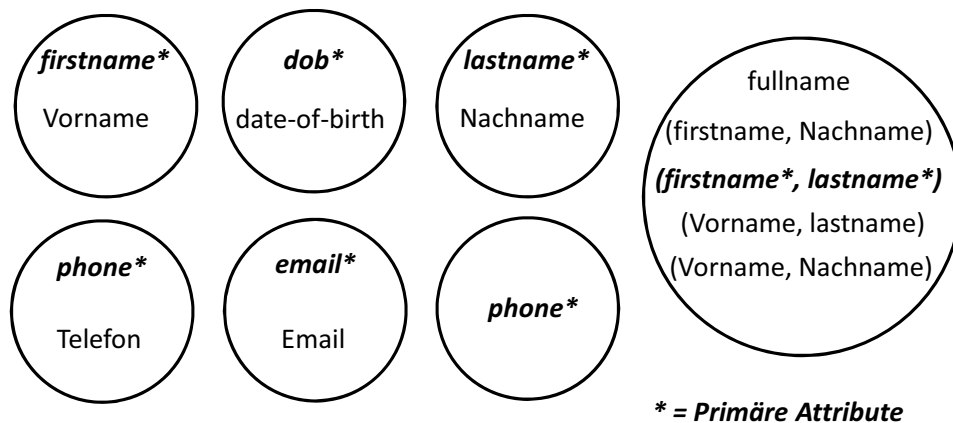 firstname*
Vorname
dob*
date-of-birth
lastname*
Nachname
fullname
(firstname, Nachname)
(firstname*, lastname*)
(Vorname, lastname)
(Vorname, Nachname)
phone*
Telefon
email*
Email
phone*
* = Primäre Attribute